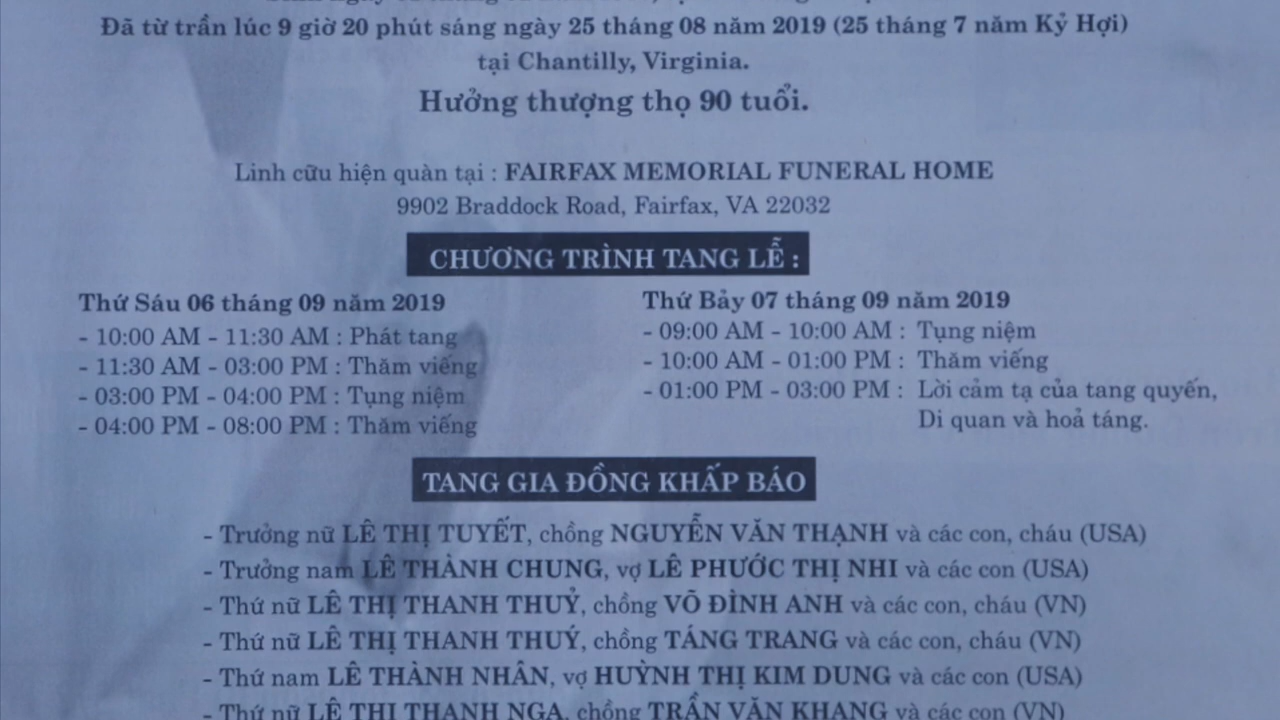 Đã từ trần lúc 9 giờ 20 phút sáng ngày 25 tháng 08 năm 2019 (25 tháng 7 năm Kỷ Hợi)
tại Chantilly, Virginia.
Hưởng thượng thọ 90 tuổi.
Linh cữu hiện quàn tại : FAIRFAX MEMORIAL FUNERAL HOME
9902 Braddock Road, Fairfax, VA 22032
CHƯƠNG TRÌNH TANG LỄ :
Thứ Sáu 06 tháng 09 năm 2019
- 10:00 AM - 11:30 AM : Phát tang
- 11:30 AM - 03:00 PM : Thăm viếng
- 03:00 PM - 04:00 PM : Tụng niệm
- 04:00 PM - 08:00 PM : Thăm viếng
Thứ Bảy 07 tháng 09 năm 2019
- 09:00 AM - 10:00 AM : Tụng niệm
- 10:00 AM - 01:00 PM : Thăm viếng
- 01:00 PM - 03:00 PM : Lời cảm tạ của tang quyến,
Di quan và hoả táng.
TANG GIA ĐỒNG KHẤP BÁO
- Trưởng nữ LÊ THỊ TUYẾT, chồng NGUYỄN VĂN THẠNH và các con, cháu (USA)
- Trưởng nam LÊ THÀNH CHUNG, vợ LÊ PHƯỚC THỊ NHI và các con (USA)
- Thứ nữ LÊ THỊ THANH THUỶ, chồng VÕ ĐÌNH ANH và các con, cháu (VN)
- Thứ nữ LÊ THỊ THANH THUÝ, chồng TÁNG TRANG và các con, cháu (VN)
- Thứ nam LÊ THÀNH NHÂN, vợ HUỲNH THỊ KIM DUNG và các con (USA)
- Thứ nữ LÊ THỊ THANH NGA, chồng TRẦN VĂN KHANG và các con (VN)